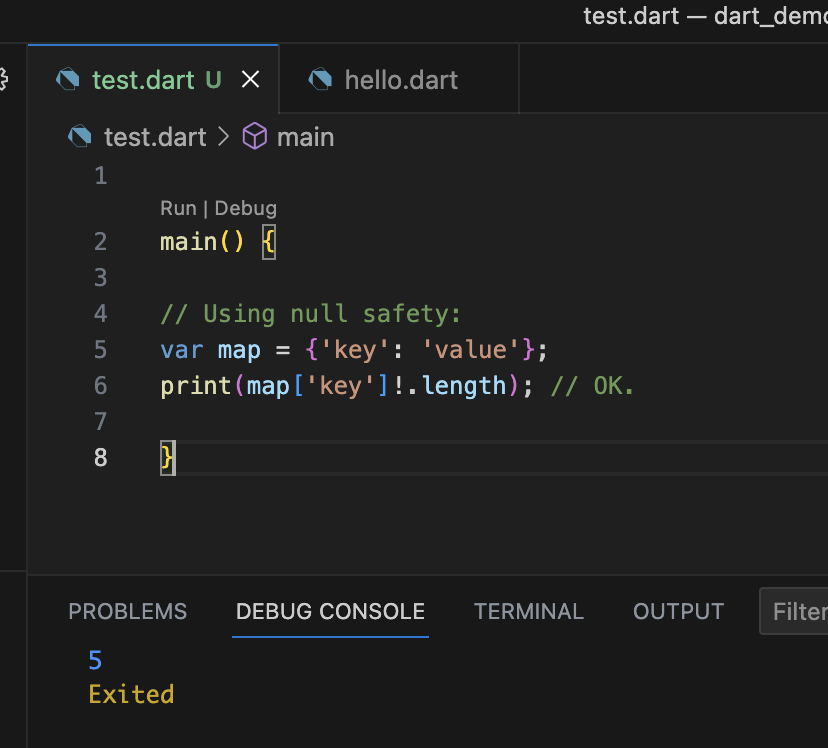 test.dart — dart_demo
test.dart U hello.dart
test.dart > main
1
Run | Debug
2 main() {
3
4 // Using null safety:
5 var map = {'key': 'value'};
6 print(map['key']!.length); // OK.
7
8 }
PROBLEMS DEBUG CONSOLE TERMINAL OUTPUT Filter
5
Exited